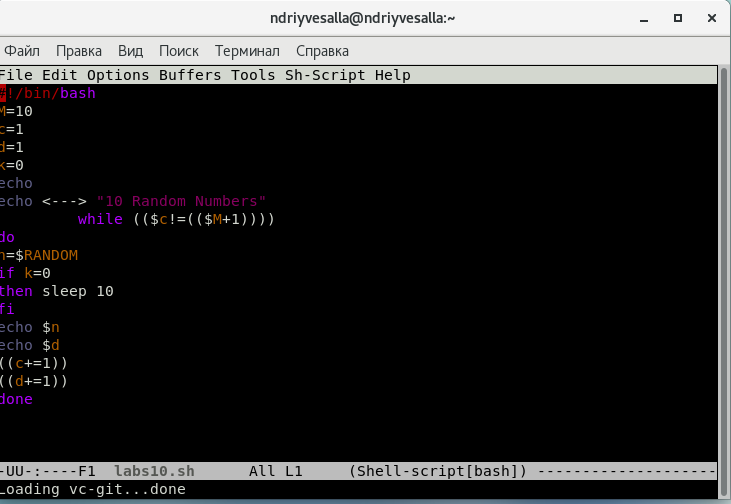 ndriyvesalla@ndriyvesalla:~
Файл Правка Вид Поиск Терминал Справка
File Edit Options Buffers Tools Sh-Script Help
#!/bin/bash
M=10
c=1
d=1
k=0
echo
echo <---> "10 Random Numbers"
while (($c!=(($M+1))))
do
n=$RANDOM
if k=0
then sleep 10
fi
echo $n
echo $d
((c+=1))
((d+=1))
done
-UU-:----F1 labs10.sh All L1 (Shell-script[bash]) --------------------
Loading vc-git...done